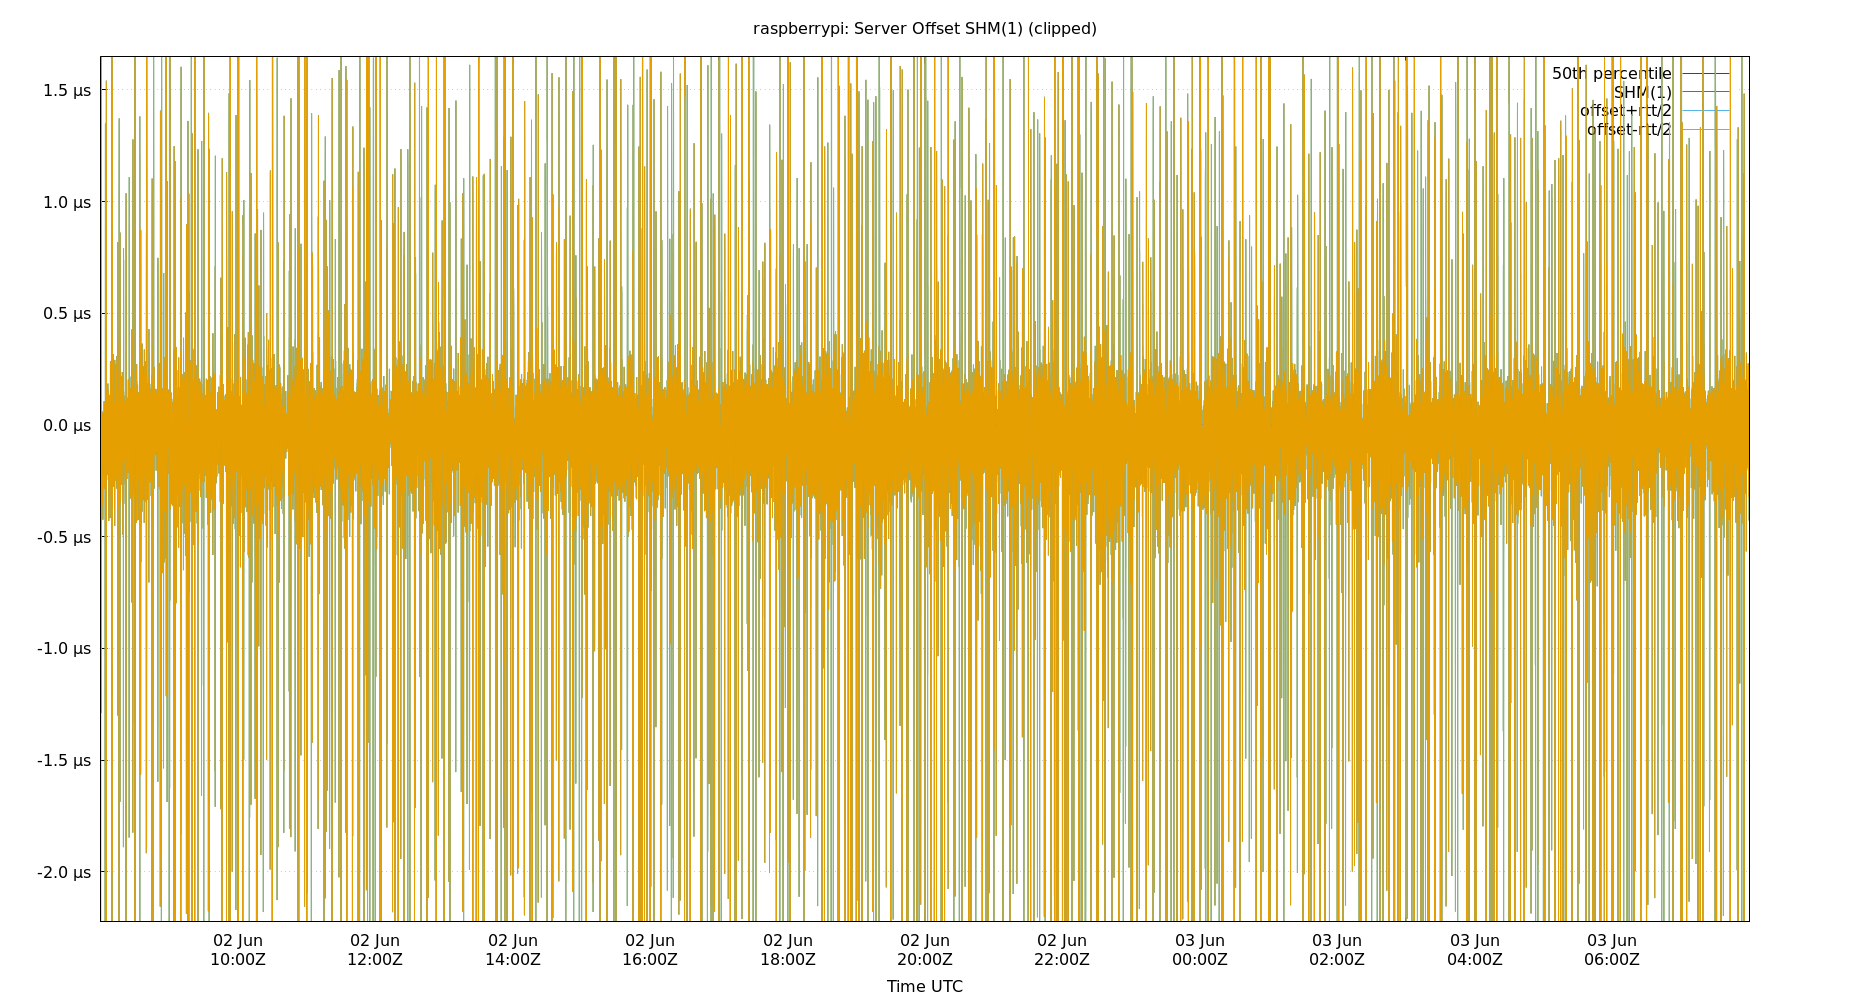 raspberrypi: Server Offset SHM(1) (clipped)
50th percentile
SHM(1)
offset+rtt/2
offset-rtt/2
1.5 µs
1.0 µs
0.5 µs
0.0 µs
-0.5 µs
-1.0 µs
-1.5 µs
-2.0 µs
02 Jun 02 Jun 02 Jun 02 Jun 02 Jun 02 Jun 02 Jun 03 Jun 03 Jun 03 Jun 03 Jun
10:00Z 12:00Z 14:00Z 16:00Z 18:00Z 20:00Z 22:00Z 00:00Z 02:00Z 04:00Z 06:00Z
Time UTC